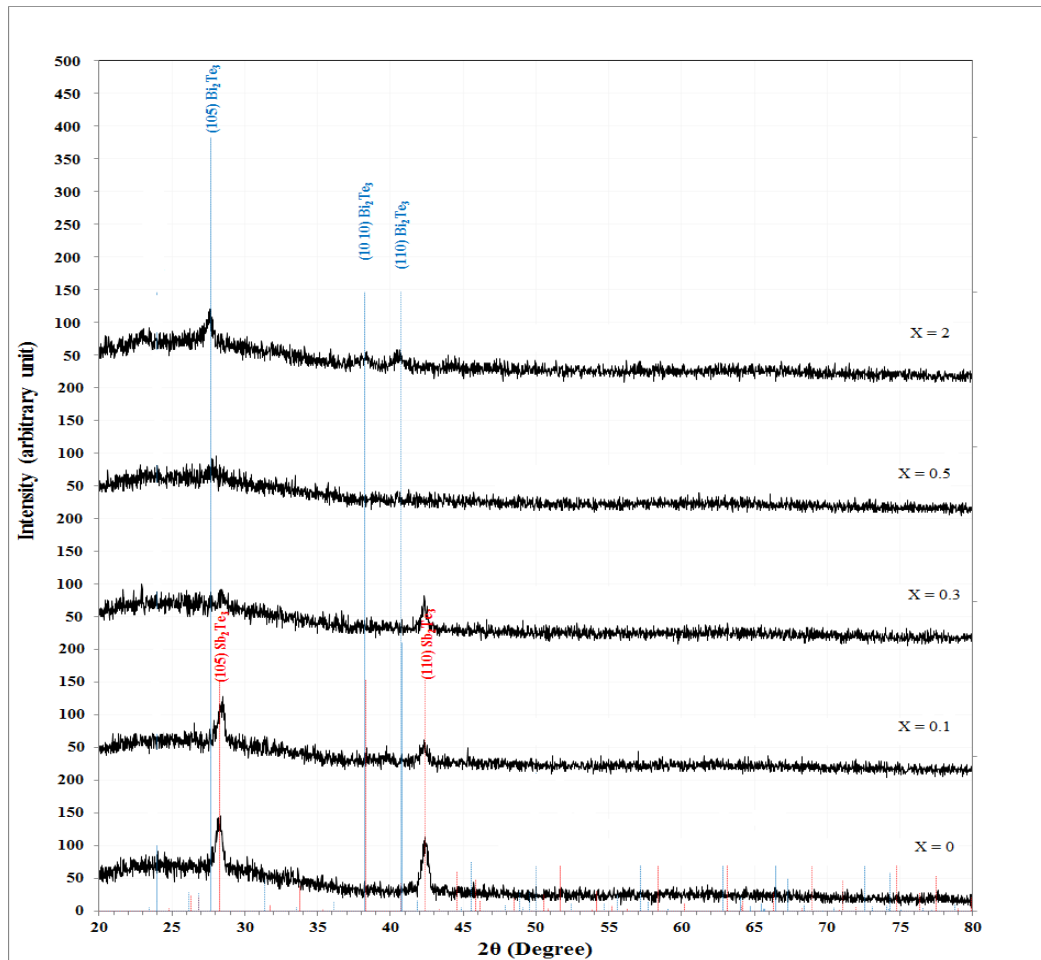 500
450
400
350
300
250
200
150
100
50
200
150
100
50
200
150
100
50
200
150
100
50
200
150
100
50
0
Intensity (arbitrary unit)
(105) Bi₂Te₃
(10 10) Bi₂Te₃
(110) Bi₂Te₃
X = 2
X = 0.5
X = 0.3
(105) Sb₂Te₃
(110) Sb₂Te₃
X = 0.1
X = 0
20 25 30 35 40 45 50 55 60 65 70 75 80
2θ (Degree)